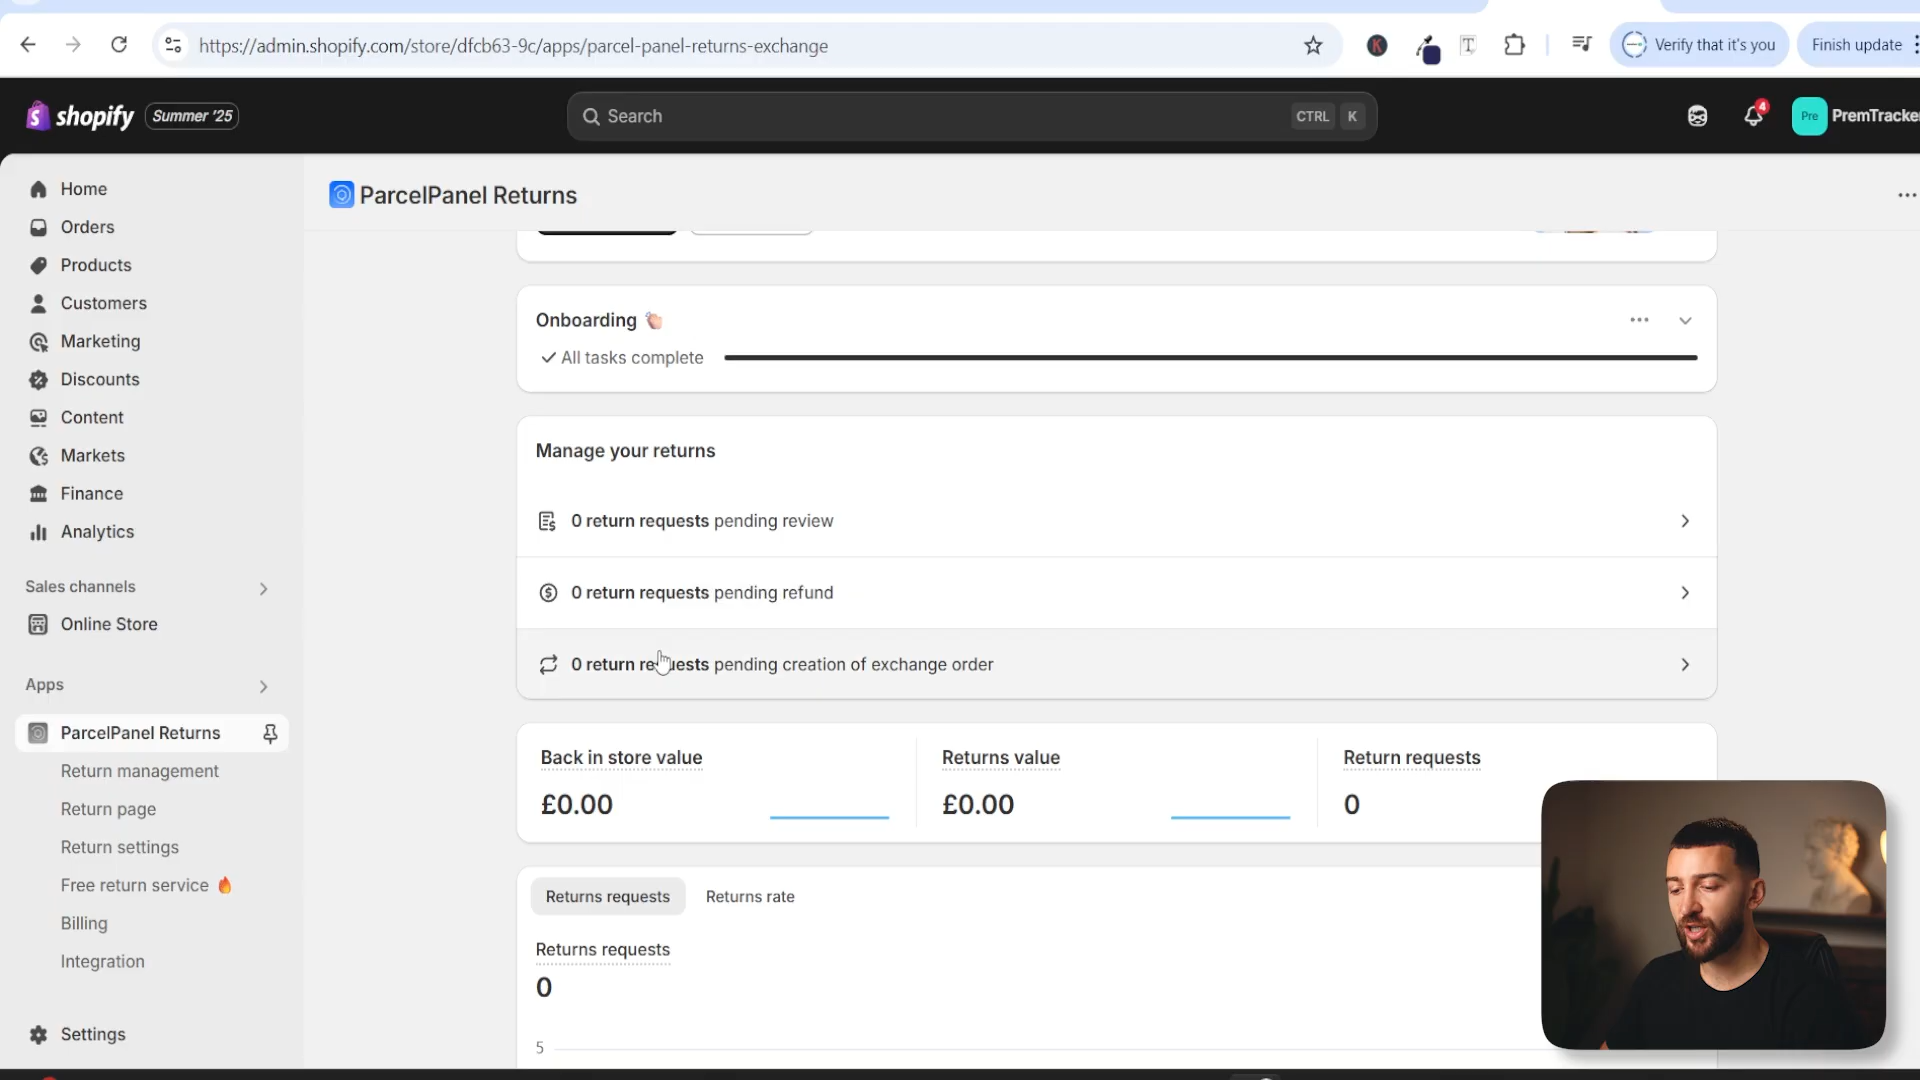 https://admin.shopify.com/store/dfcb63-9c/apps/parcel-panel-returns-exchange
T
Verify that it's you
Finish update
shopify
Summer '25
Search
CTRL
K
4
Pre
PremTracker
Home
Orders
Products
Customers
Marketing
Discounts
Content
Markets
Finance
Analytics
Sales channels
Online Store
Apps
ParcelPanel Returns
Return management
Return page
Return settings
Free return service 🔥
Billing
Integration
Settings
ParcelPanel Returns
Onboarding
All tasks complete
Manage your returns
0 return requests pending review
0 return requests pending refund
0 return requests pending creation of exchange order
Back in store value
£0.00
Returns value
£0.00
Return requests
0
Returns requests
Returns rate
Returns requests
0
5